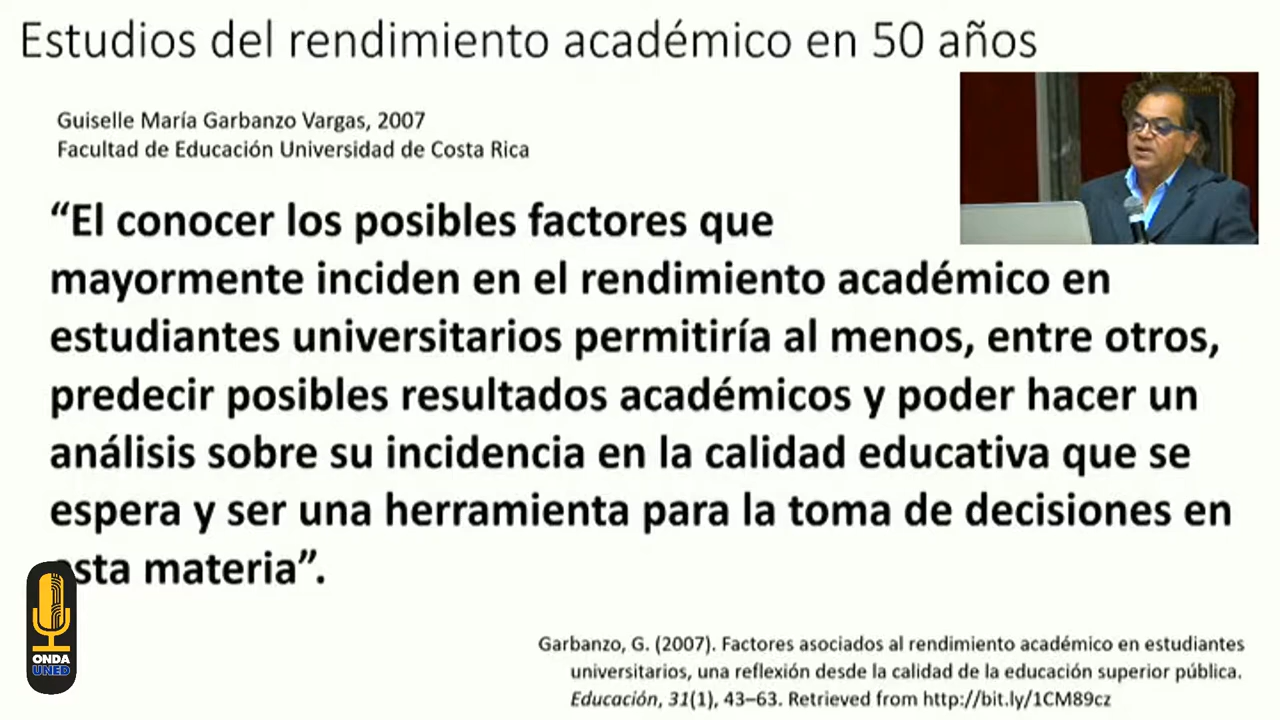 Estudios del rendimiento académico en 50 años
Guiselle María Garbanzo Vargas, 2007
Facultad de Educación Universidad de Costa Rica
“El conocer los posibles factores que
mayormente inciden en el rendimiento académico en
estudiantes universitarios permitiría al menos, entre otros,
predecir posibles resultados académicos y poder hacer un
análisis sobre su incidencia en la calidad educativa que se
espera y ser una herramienta para la toma de decisiones en
esta materia”.
ONDA
UNED
Garbanzo, G. (2007). Factores asociados al rendimiento académico en estudiantes
universitarios, una reflexión desde la calidad de la educación superior pública.
Educación, 31(1), 43–63. Retrieved from http://bit.ly/1CM89cz